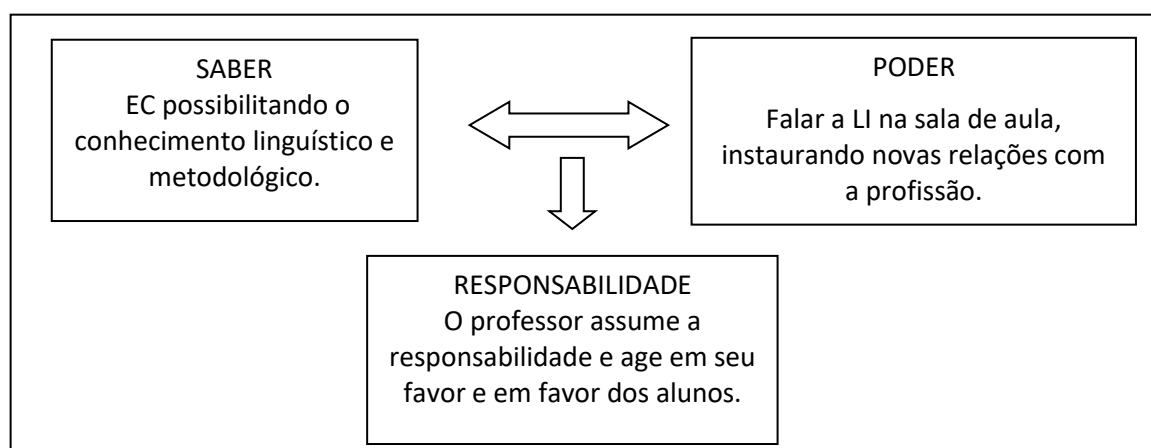 SABER
EC possibilitando o
conhecimento linguístico e
metodológico.
PODER
Falar a LI na sala de aula,
instaurando novas relações com
a profissão.
RESPONSABILIDADE
O professor assume a
responsabilidade e age em seu
favor e em favor dos alunos.